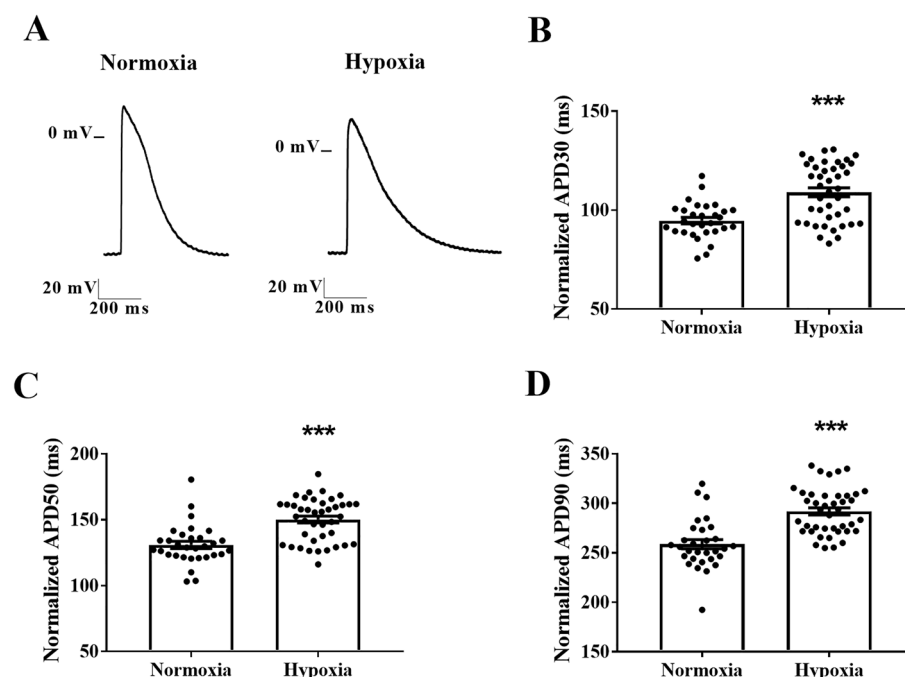 A
Normoxia
Hypoxia
0 mV
0 mV
20 mV
200 ms
20 mV
200 ms
B
Normalized APD30 (ms)
150
100
50
***
Normoxia
Hypoxia
C
Normalized APD50 (ms)
200
150
100
50
***
Normoxia
Hypoxia
D
Normalized APD90 (ms)
350
300
250
200
150
***
Normoxia
Hypoxia